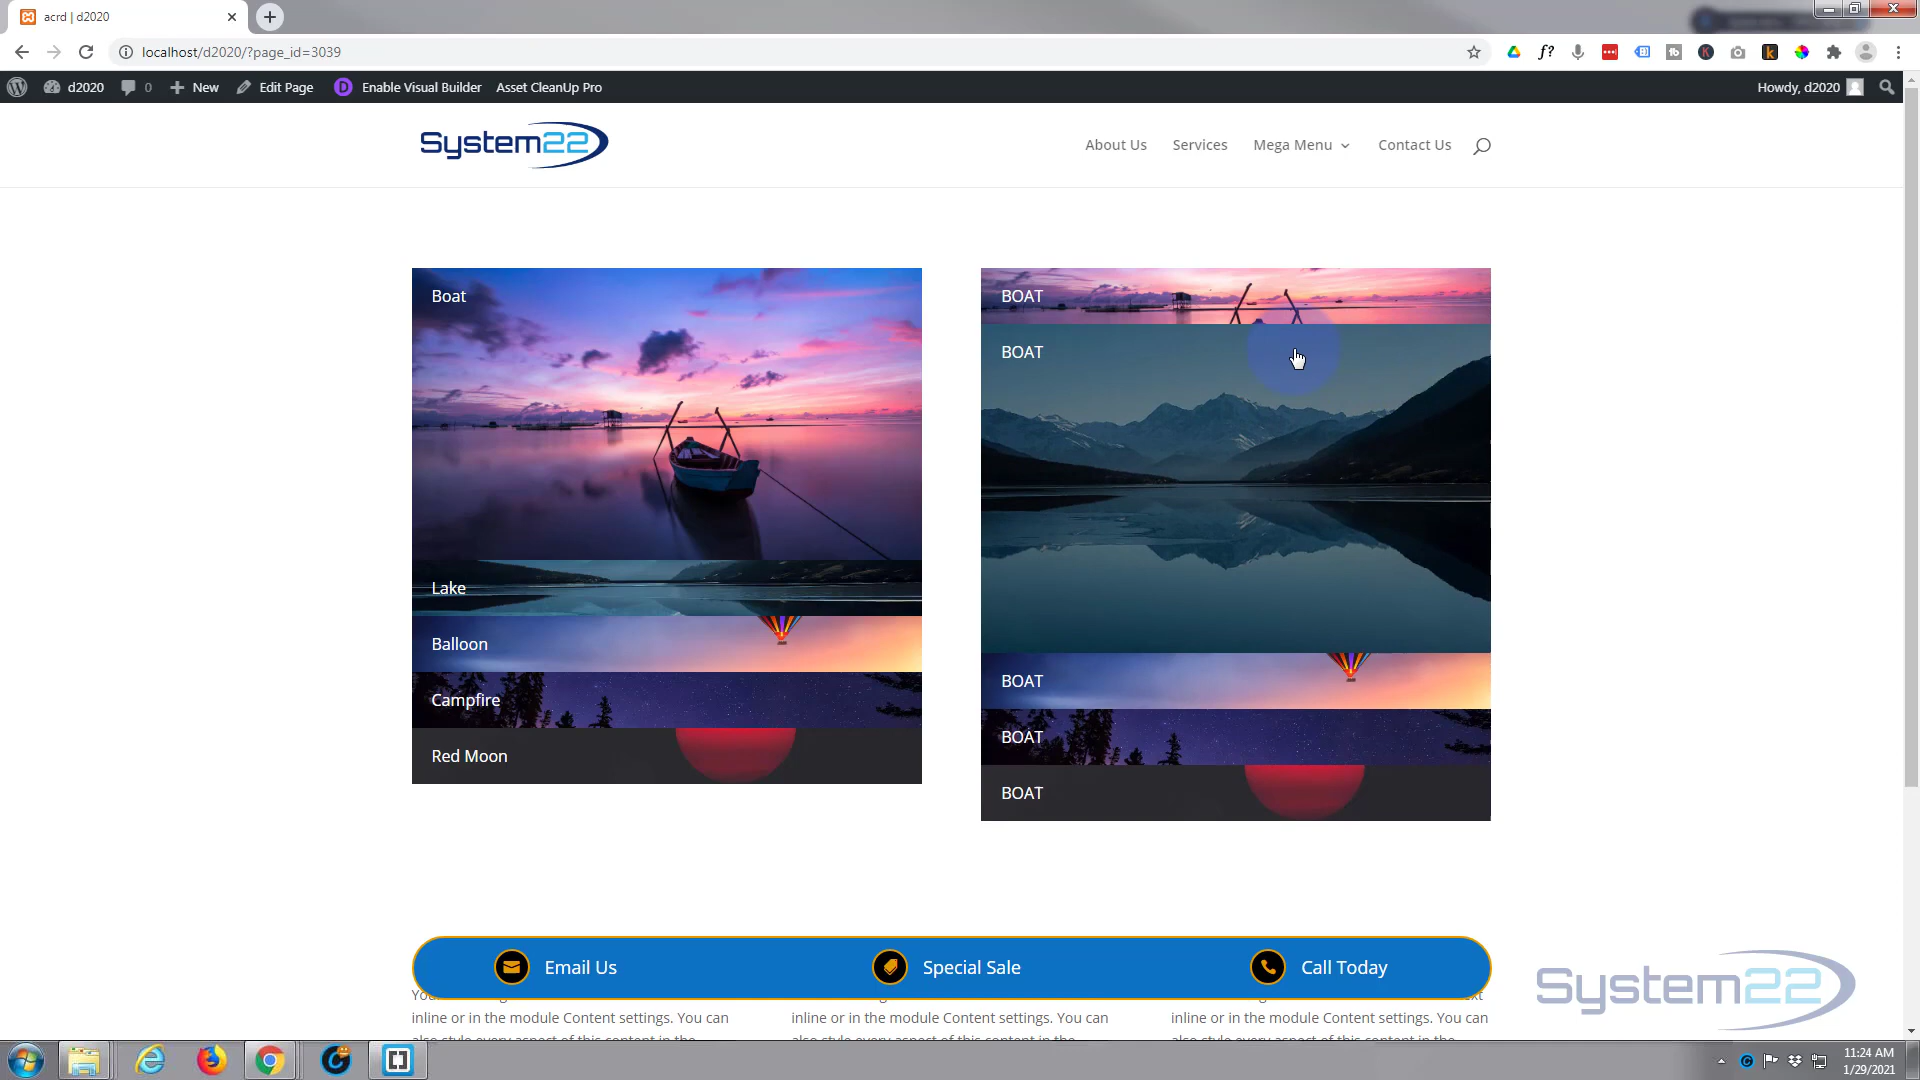 acrd | d2020
localhost/d2020/?page_id=3039
d2020 0 New Edit Page Enable Visual Builder Asset CleanUp Pro Howdy, d2020
System22 About Us Services Mega Menu Contact Us
Boat
Lake
Balloon
Campfire
Red Moon
BOAT
BOAT
BOAT
BOAT
BOAT
Email Us Special Sale Call Today
inline or in the module Content settings. You can
inline or in the module Content settings. You can
inline or in the module Content settings. You can
System22
11:24 AM
1/29/2021